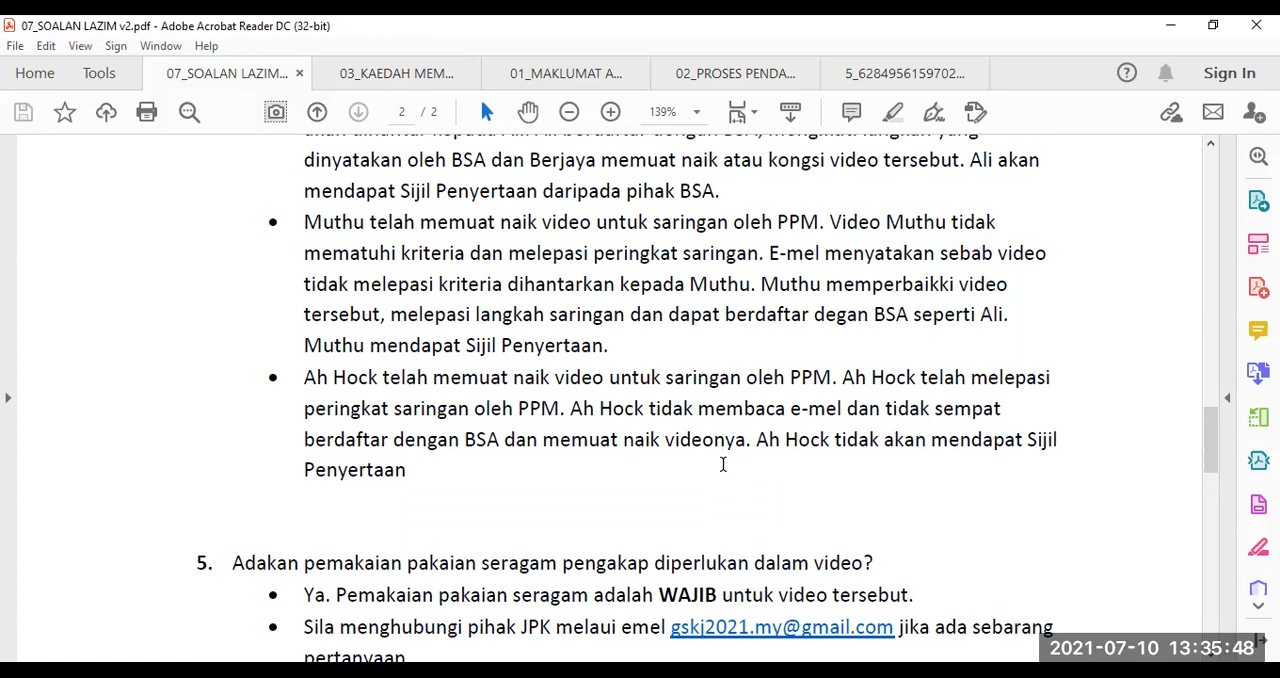 07_SOALAN LAZIM v2.pdf - Adobe Acrobat Reader DC (32-bit)
File Edit View Sign Window Help
Home Tools 07_SOALAN LAZIM... × 03_KAEDAH MEM... 01_MAKLUMAT A... 02_PROSES PENDA... 5_6284956159702... Sign In
2 / 2 139%
dinyatakan oleh BSA dan Berjaya memuat naik atau kongsi video tersebut. Ali akan
mendapat Sijil Penyertaan daripada pihak BSA.
• Muthu telah memuat naik video untuk saringan oleh PPM. Video Muthu tidak
mematuhi kriteria dan melepasi peringkat saringan. E-mel menyatakan sebab video
tidak melepasi kriteria dihantarkan kepada Muthu. Muthu memperbaikki video
tersebut, melepasi langkah saringan dan dapat berdaftar degan BSA seperti Ali.
Muthu mendapat Sijil Penyertaan.
• Ah Hock telah memuat naik video untuk saringan oleh PPM. Ah Hock telah melepasi
peringkat saringan oleh PPM. Ah Hock tidak membaca e-mel dan tidak sempat
berdaftar dengan BSA dan memuat naik videonya. Ah Hock tidak akan mendapat Sijil
Penyertaan
5. Adakan pemakaian pakaian seragam pengakap diperlukan dalam video?
• Ya. Pemakaian pakaian seragam adalah WAJIB untuk video tersebut.
• Sila menghubungi pihak JPK melaui emel gskj2021.my@gmail.com jika ada sebarang
pertanyaan
2021-07-10 13:35:48